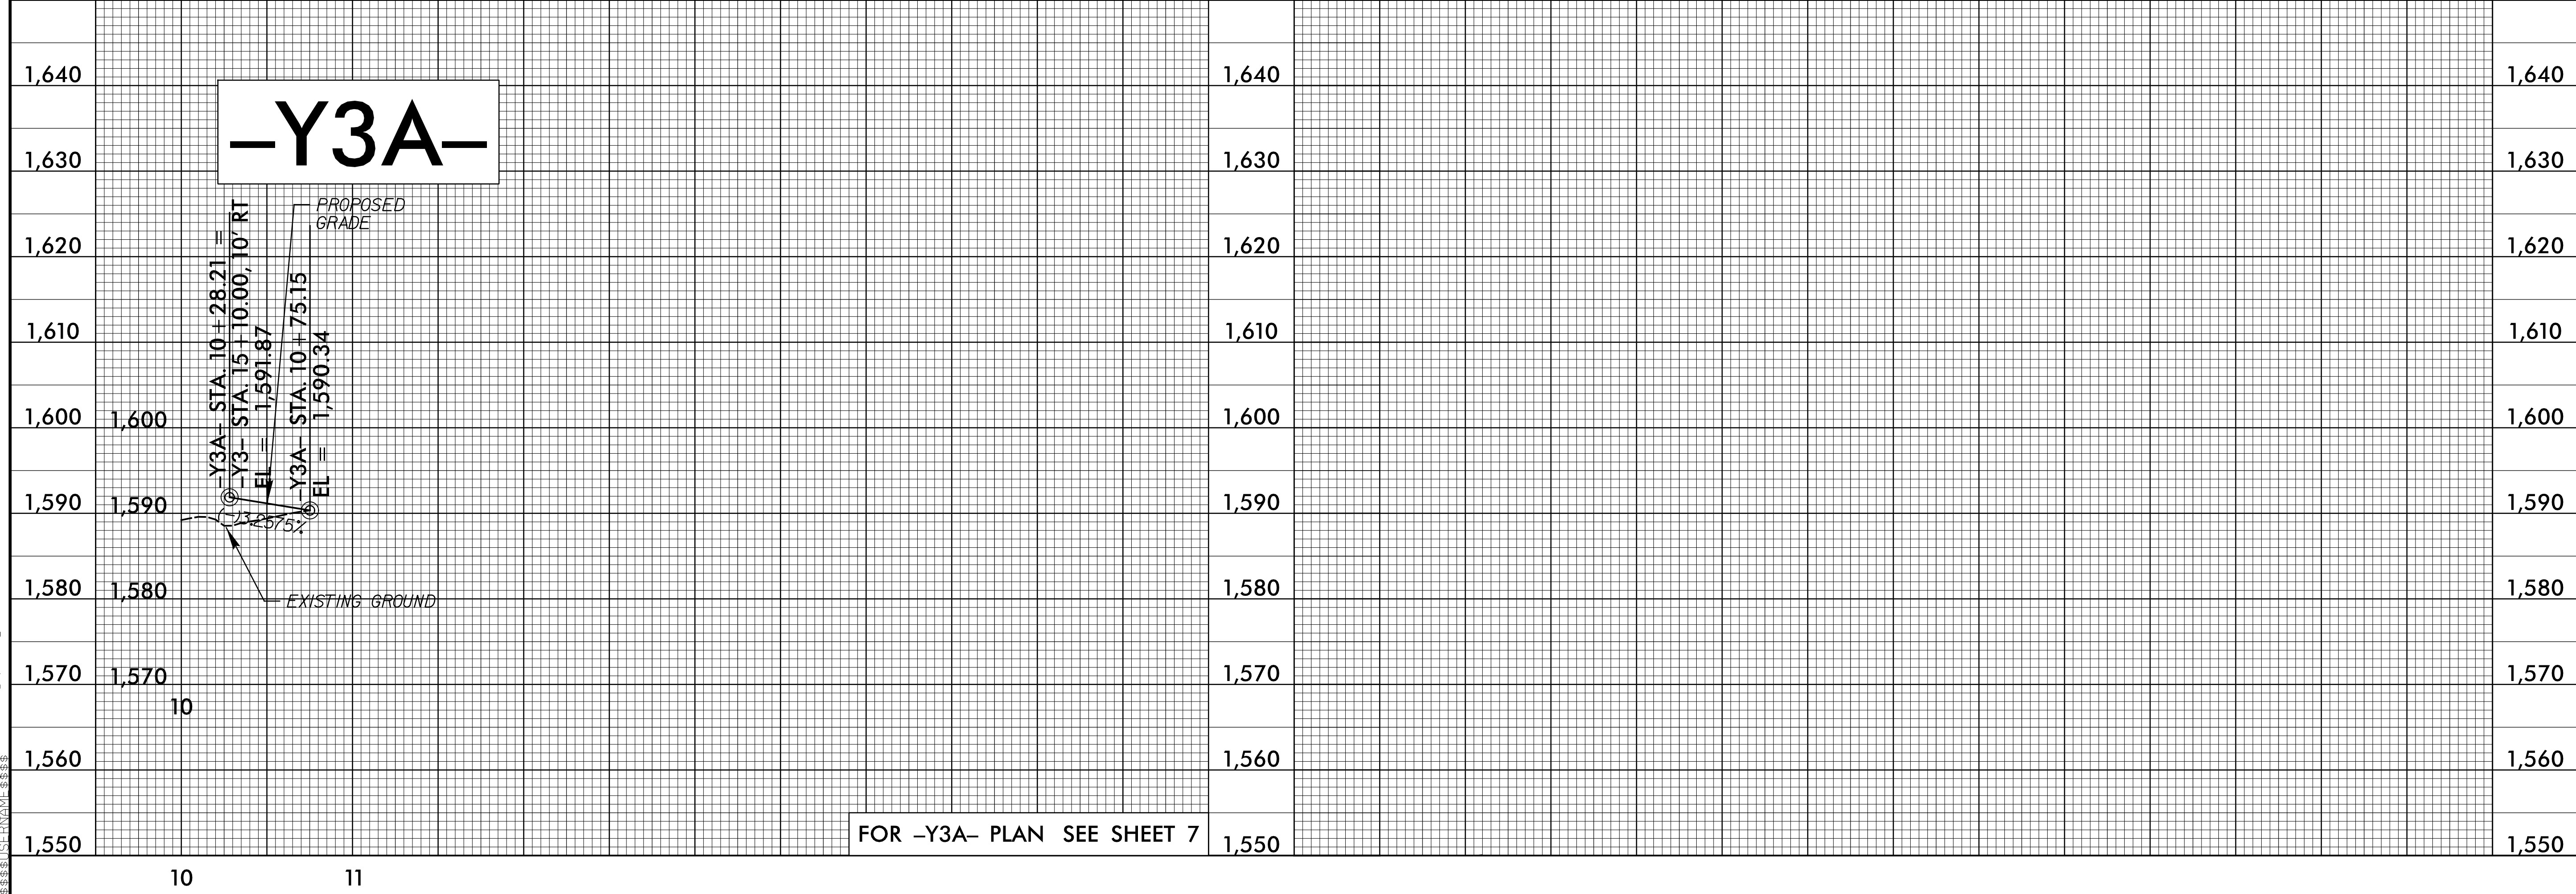 1,640 1,640 1,640
–Y3A–
1,630 1,630 1,630
PROPOSED
GRADE
1,620 1,620 1,620
–Y3A– STA. 10+28.21 =
–Y3– STA. 15+10.00, 10' RT
EL = 1,591.87
–Y3A– STA. 10+75.15
EL = 1,590.34
1,610 1,610 1,610
1,600 1,600 1,600 1,600
1,590 1,590 1,590 1,590
(–)3.2575%
1,580 1,580 1,580 1,580
EXISTING GROUND
1,570 1,570 1,570 1,570
10
1,560 1,560 1,560
FOR –Y3A– PLAN SEE SHEET 7
1,550 1,550 1,550
10 11
$$$$USERNAME$$$$